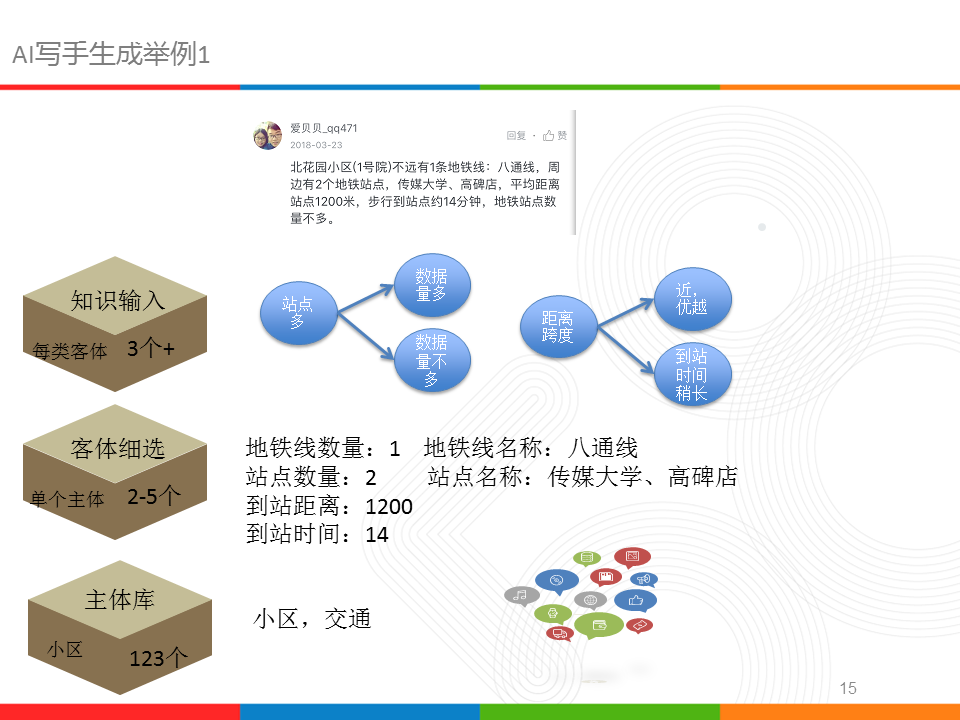 AI写手生成举例1
爱贝贝_qq471
2018-03-23
回复 · 赞
北花园小区(1号院)不远有1条地铁线：八通线，周
边有2个地铁站点，传媒大学、高碑店，平均距离
站点1200米，步行到站点约14分钟，地铁站点数
量不多。
知识输入
每类客体 3个+
站点
多
数据
量多
数据
量不
多
距离
跨度
近，
优越
到站
时间
稍长
客体细选
单个主体 2-5个
地铁线数量：1 地铁线名称：八通线
站点数量：2 站点名称：传媒大学、高碑店
到站距离：1200
到站时间：14
主体库
小区 123个
小区，交通
15